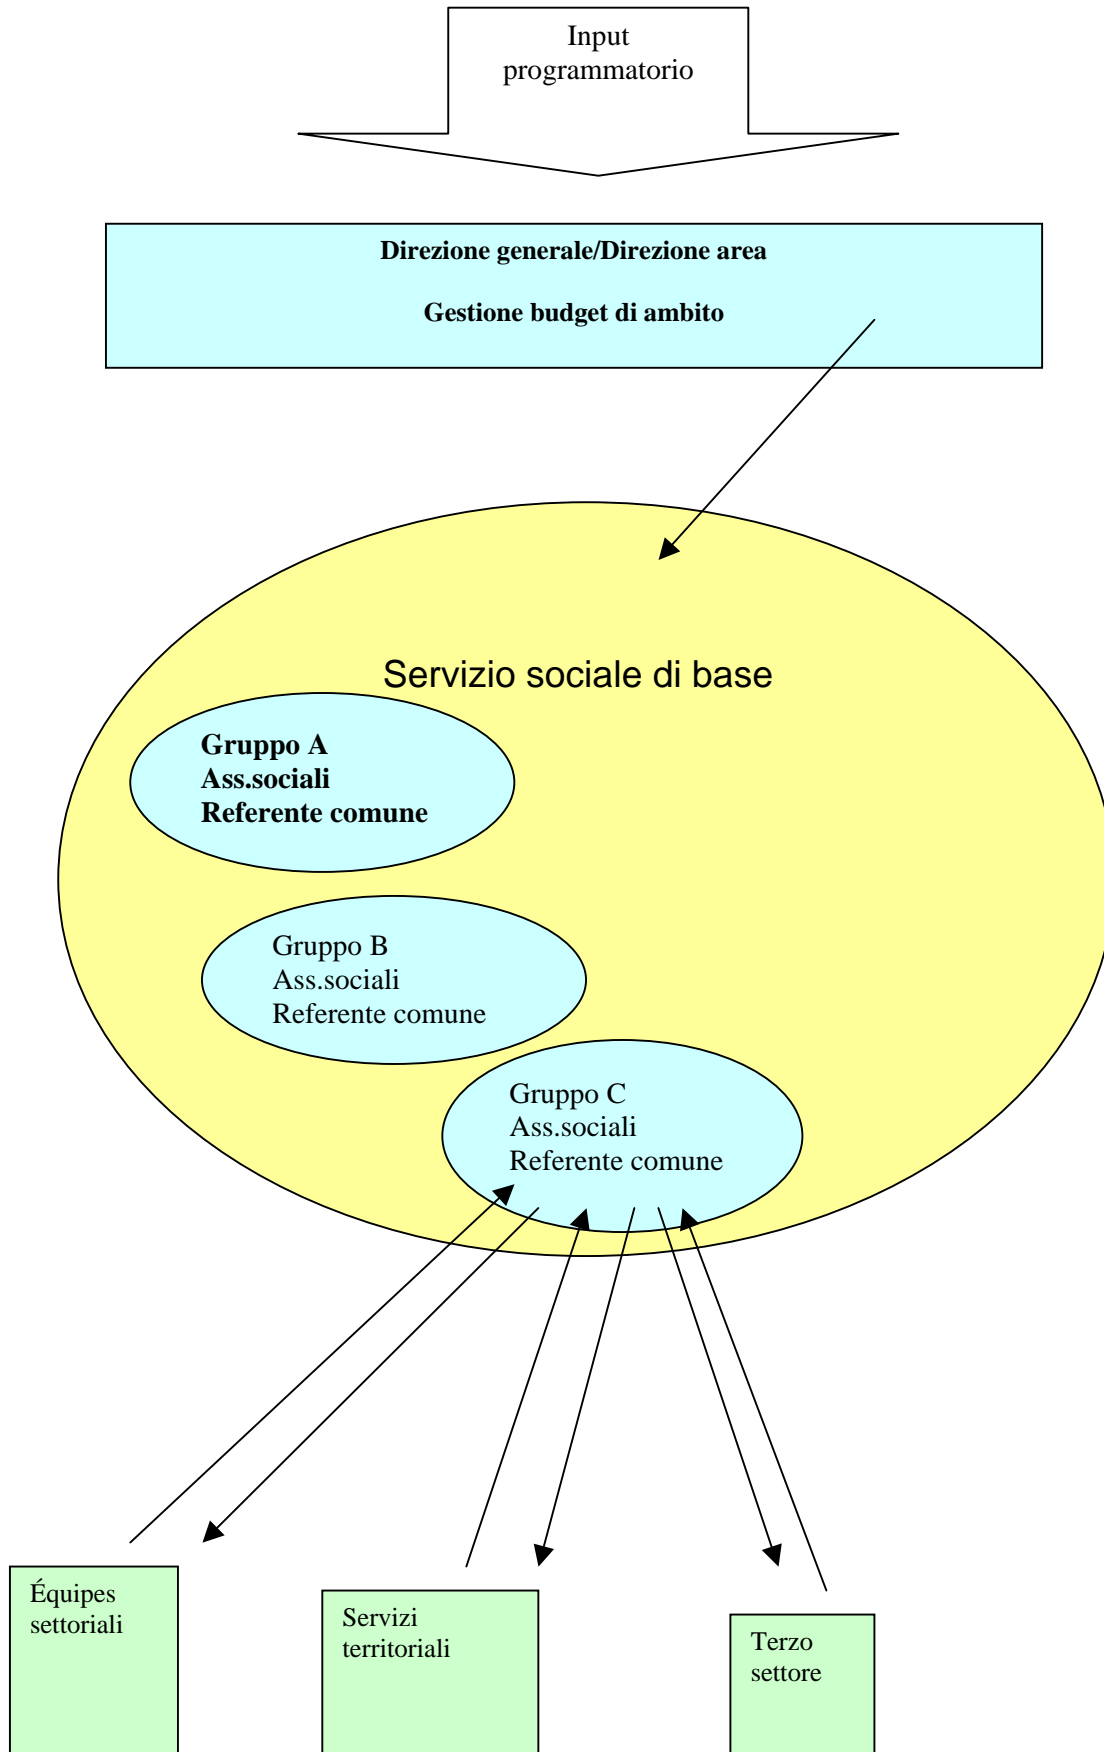 Input
programmatorio
Direzione generale/Direzione area
Gestione budget di ambito
Servizio sociale di base
Gruppo A
Ass.sociali
Referente comune
Gruppo B
Ass.sociali
Referente comune
Gruppo C
Ass.sociali
Referente comune
Équipes
settoriali
Servizi
territoriali
Terzo
settore